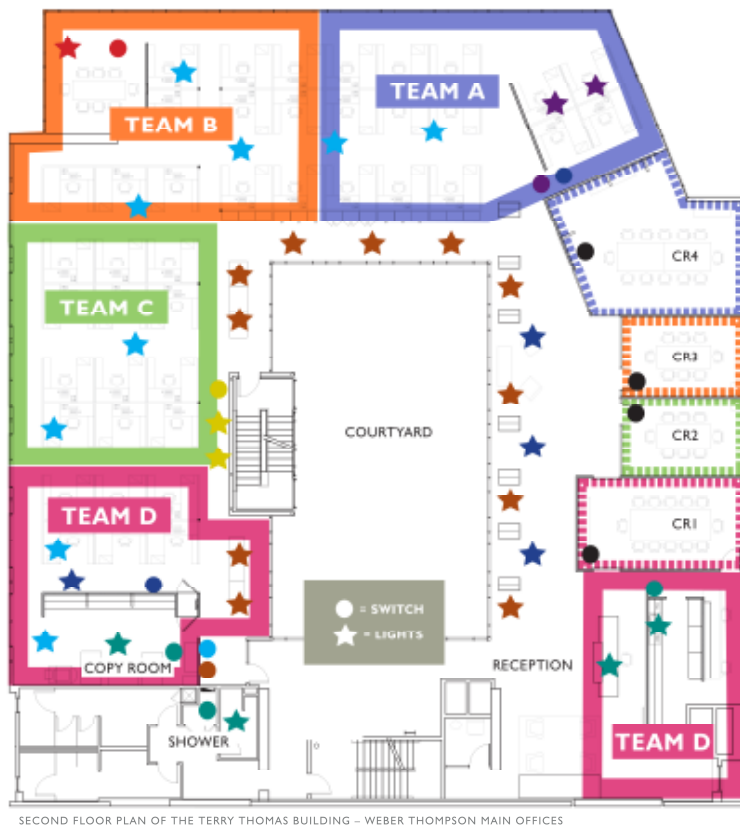 TEAM A
TEAM B
CR4
TEAM C
CR3
CR2
COURTYARD
TEAM D
CR1
= SWITCH
= LIGHTS
COPY ROOM
RECEPTION
SHOWER
TEAM D
SECOND FLOOR PLAN OF THE TERRY THOMAS BUILDING – WEBER THOMPSON MAIN OFFICES